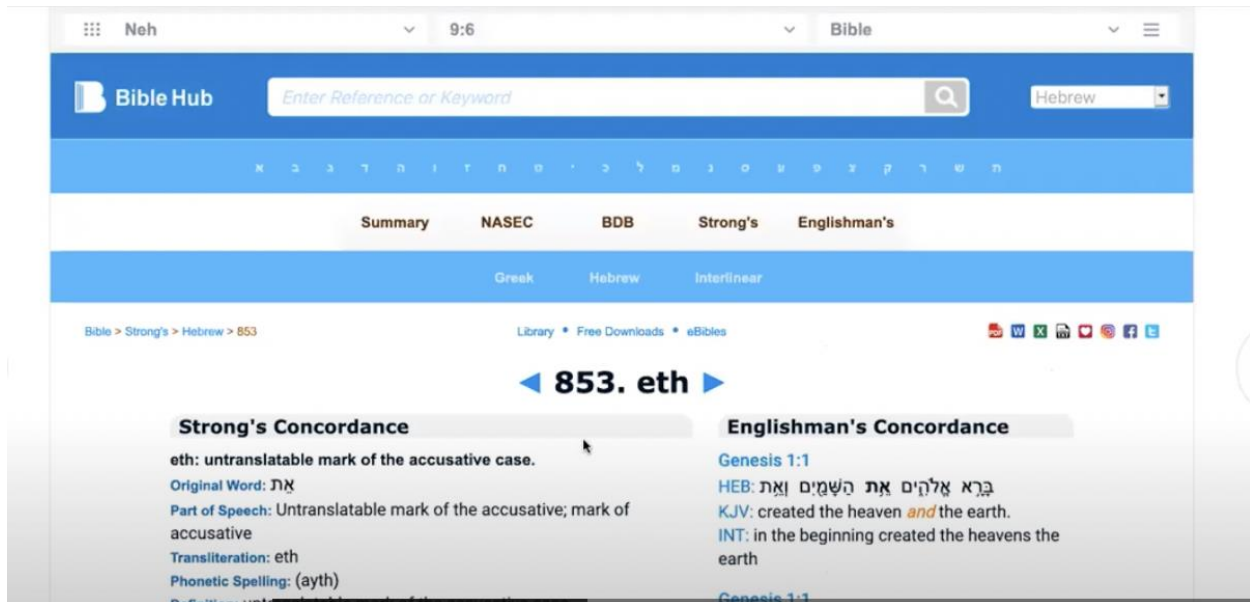 Neh 9:6 Bible
Bible Hub Enter Reference or Keyword Hebrew
א ב ג ד ה ו ז ח ט י כ ל מ נ ס ע פ צ ק ר ש ת
Summary NASEC BDB Strong's Englishman's
Greek Hebrew Interlinear
Bible > Strong's > Hebrew > 853 Library • Free Downloads • eBibles
◀ 853. eth ▶
Strong's Concordance
eth: untranslatable mark of the accusative case.
Original Word: אֵת
Part of Speech: Untranslatable mark of the accusative; mark of
accusative
Transliteration: eth
Phonetic Spelling: (ayth)
Englishman's Concordance
Genesis 1:1
HEB: בָּרָ֣א אֱלֹהִ֑ים אֵ֥ת הַשָּׁמַ֖יִם וְאֵ֥ת
KJV: created the heaven and the earth.
INT: in the beginning created the heavens the
earth
Genesis 1:1